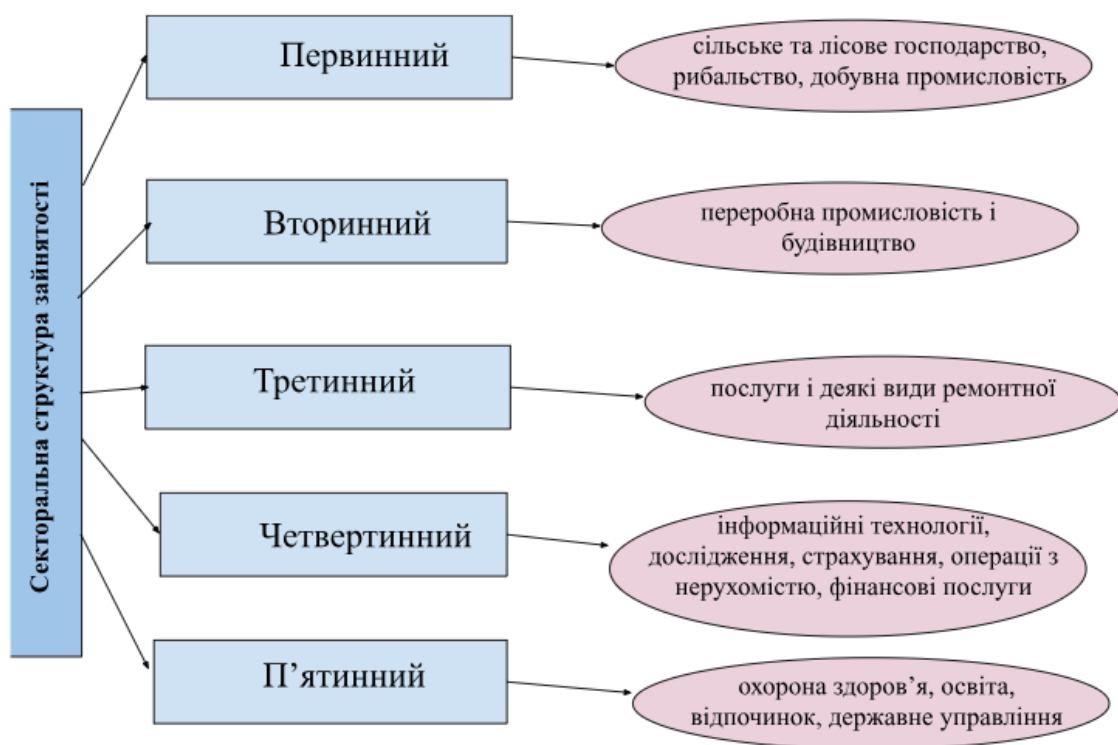 Секторальна структура зайнятості
Первинний
сільське та лісове господарство,
рибальство, добувна промисловість
Вторинний
переробна промисловість і
будівництво
Третинний
послуги і деякі види ремонтної
діяльності
Четвертинний
інформаційні технології,
дослідження, страхування, операції з
нерухомістю, фінансові послуги
П’ятинний
охорона здоров’я, освіта,
відпочинок, державне управління